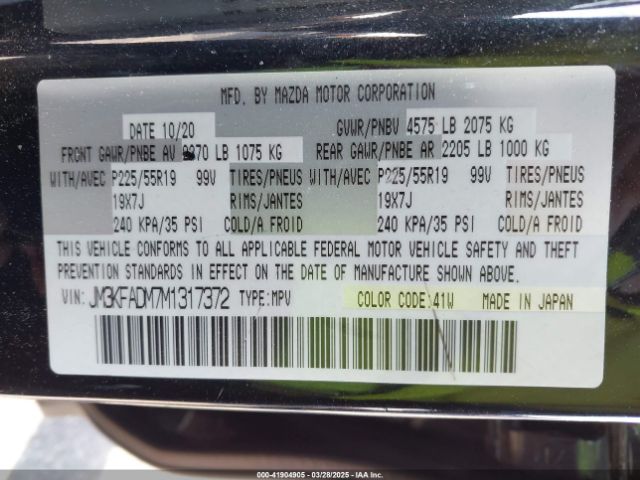 MFD. BY MAZDA MOTOR CORPORATION
DATE 10/20 GVWR/PNBV 4575 LB 2075 KG
FRONT GAWR/PNBE AV LB 1075 KG REAR GAWR/PNBE AR 2205 LB 1000 KG
WITH/AVEC P225/55R19 99V TIRES/PNEUS WITH/AVEC P225/55R19 99V TIRES/PNEUS
19X7J RIMS/JANTES 19X7J RIMS/JANTES
240 KPA/35 PSI COLD/A FROID 240 KPA/35 PSI COLD/A FROID
THIS VEHICLE CONFORMS TO ALL APPLICABLE FEDERAL MOTOR VEHICLE SAFETY AND THEFT
PREVENTION STANDARDS IN EFFECT ON THE DATE OF MANUFACTURE SHOWN ABOVE.
VIN: JM3KFADM7M1317372 TYPE:MPV COLOR CODE:41W MADE IN JAPAN
00-41904905 | 03/28/2025 | IAAI.COM